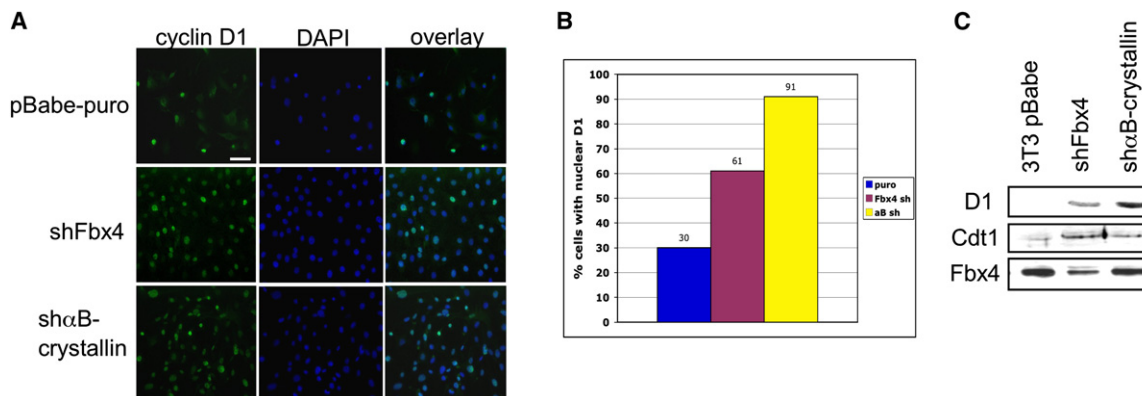 A
cyclin D1 DAPI overlay
pBabe-puro
shFbx4
shαB-
crystallin
B
% cells with nuclear D1
100
90
80
70
60
50
40
30
20
10
0
30
61
91
puro
Fbx4 sh
aB sh
C
3T3 pBabe
shFbx4
shαB-crystallin
D1
Cdt1
Fbx4